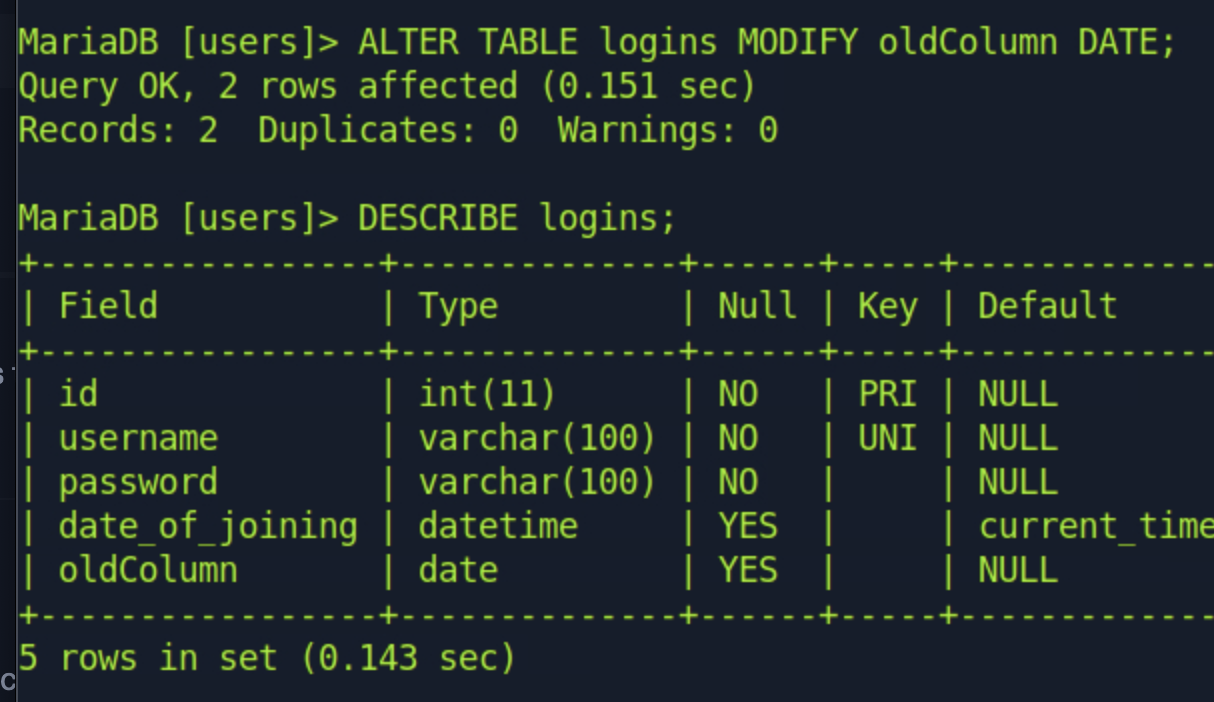 MariaDB [users]> ALTER TABLE logins MODIFY oldColumn DATE;
Query OK, 2 rows affected (0.151 sec)
Records: 2  Duplicates: 0  Warnings: 0
MariaDB [users]> DESCRIBE logins;
+-----------------+--------------+------+-----+-------------
| Field           | Type         | Null | Key | Default
+-----------------+--------------+------+-----+-------------
| id              | int(11)      | NO   | PRI | NULL
| username        | varchar(100) | NO   | UNI | NULL
| password        | varchar(100) | NO   |     | NULL
| date_of_joining | datetime     | YES  |     | current_time
| oldColumn       | date         | YES  |     | NULL
+-----------------+--------------+------+-----+-------------
5 rows in set (0.143 sec)